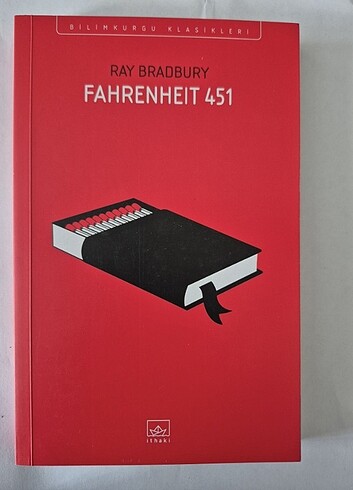 BİLİMKURGU KLASİKLERİ
RAY BRADBURY
FAHRENHEIT 451
ithaki